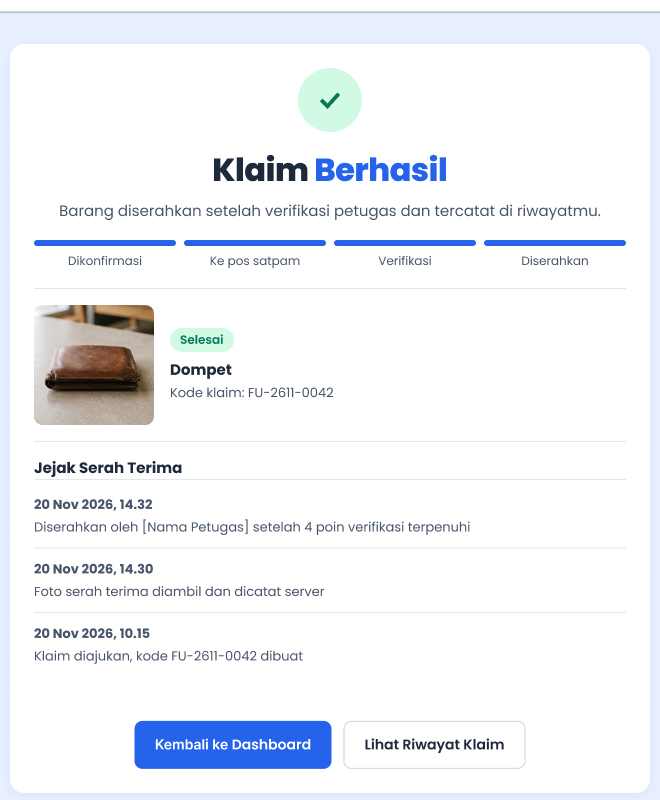 Klaim Berhasil
Barang diserahkan setelah verifikasi petugas dan tercatat di riwayatmu.
Dikonfirmasi
Ke pos satpam
Verifikasi
Diserahkan
Selesai
Dompet
Kode klaim: FU-2611-0042
Jejak Serah Terima
20 Nov 2026, 14.32
Diserahkan oleh [Nama Petugas] setelah 4 poin verifikasi terpenuhi
20 Nov 2026, 14.30
Foto serah terima diambil dan dicatat server
20 Nov 2026, 10.15
Klaim diajukan, kode FU-2611-0042 dibuat
Kembali ke Dashboard
Lihat Riwayat Klaim